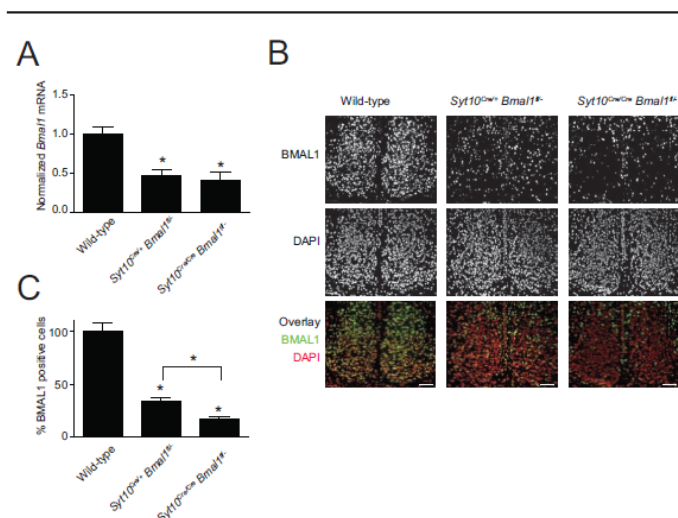 A
Normalized Bmal1 mRNA
1.5
1.0
0.5
0.0
*
*
Wild-type
Syt10Cre/+ Bmal1fl/-
Syt10Cre/Cre Bmal1fl/-
B
Wild-type
Syt10Cre/+ Bmal1fl/-
Syt10Cre/Cre Bmal1fl/-
BMAL1
DAPI
Overlay
BMAL1
DAPI
C
% BMAL1 positive cells
100
50
0
*
*
*
Wild-type
Syt10Cre/+ Bmal1fl/-
Syt10Cre/Cre Bmal1fl/-